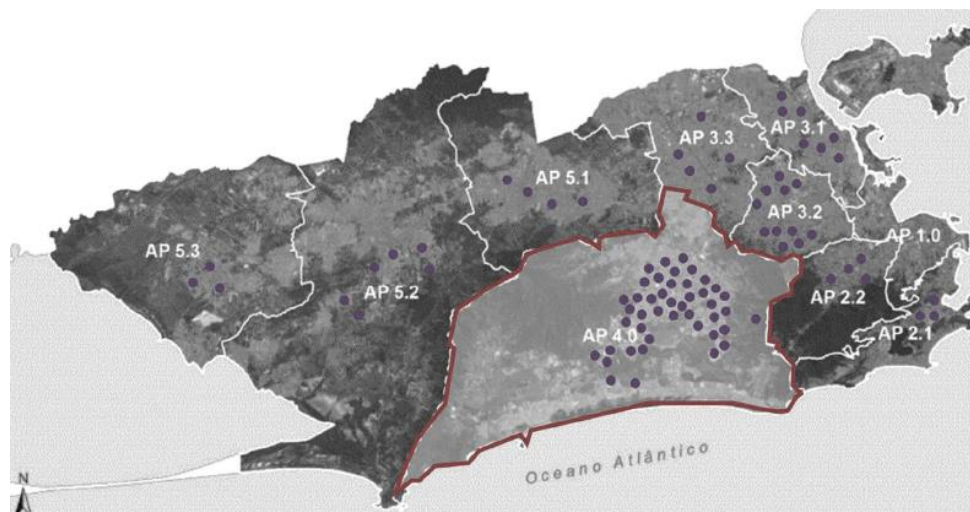 AP 3.1
AP 3.3
AP 5.1
AP 3.2
AP 1.0
AP 5.3
AP 5.2
AP 2.2
AP 4.0
AP 2.1
Oceano Atlântico
N